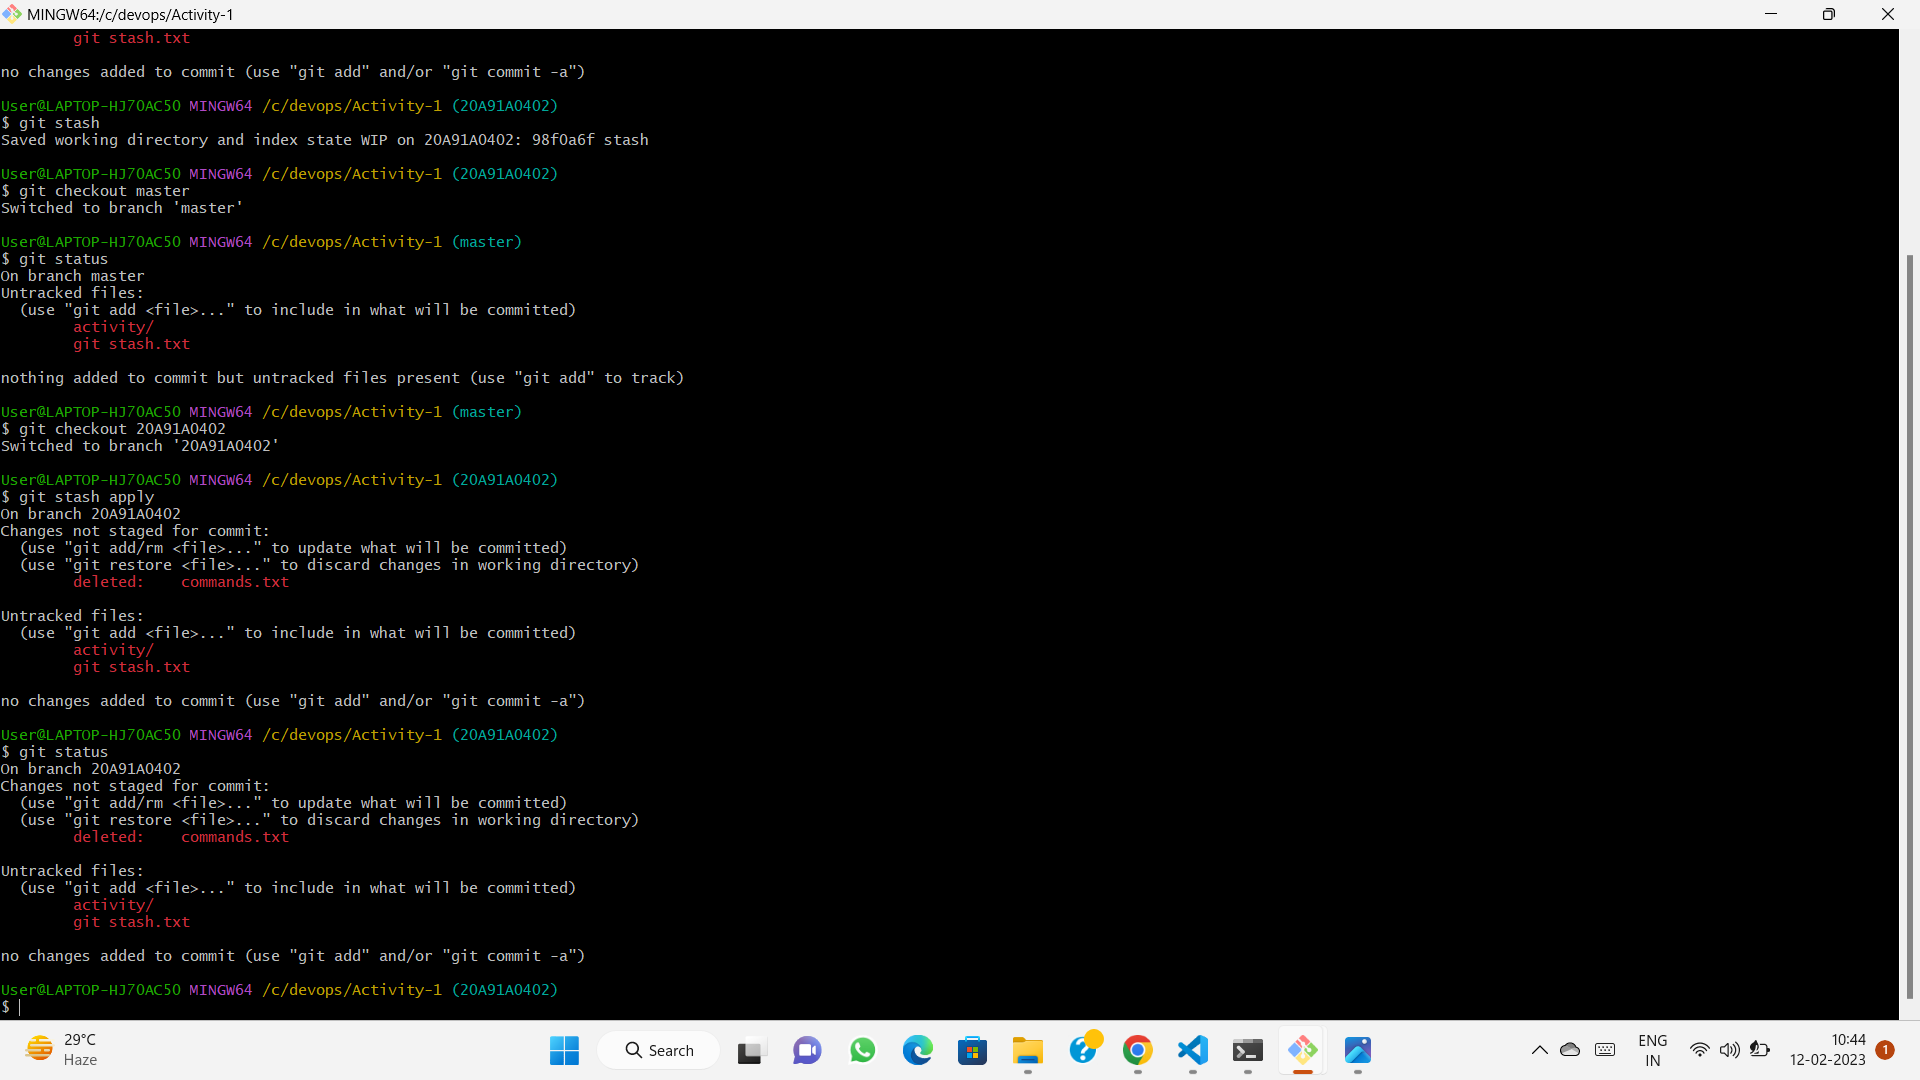 MINGW64:/c/devops/Activity-1
        git stash.txt
no changes added to commit (use "git add" and/or "git commit -a")
User@LAPTOP-HJ7OAC5O MINGW64 /c/devops/Activity-1 (20A91A0402)
$ git stash
Saved working directory and index state WIP on 20A91A0402: 98f0a6f stash
User@LAPTOP-HJ7OAC5O MINGW64 /c/devops/Activity-1 (20A91A0402)
$ git checkout master
Switched to branch 'master'
User@LAPTOP-HJ7OAC5O MINGW64 /c/devops/Activity-1 (master)
$ git status
On branch master
Untracked files:
  (use "git add <file>..." to include in what will be committed)
        activity/
        git stash.txt
nothing added to commit but untracked files present (use "git add" to track)
User@LAPTOP-HJ7OAC5O MINGW64 /c/devops/Activity-1 (master)
$ git checkout 20A91A0402
Switched to branch '20A91A0402'
User@LAPTOP-HJ7OAC5O MINGW64 /c/devops/Activity-1 (20A91A0402)
$ git stash apply
On branch 20A91A0402
Changes not staged for commit:
  (use "git add/rm <file>..." to update what will be committed)
  (use "git restore <file>..." to discard changes in working directory)
        deleted:    commands.txt
Untracked files:
  (use "git add <file>..." to include in what will be committed)
        activity/
        git stash.txt
no changes added to commit (use "git add" and/or "git commit -a")
User@LAPTOP-HJ7OAC5O MINGW64 /c/devops/Activity-1 (20A91A0402)
$ git status
On branch 20A91A0402
Changes not staged for commit:
  (use "git add/rm <file>..." to update what will be committed)
  (use "git restore <file>..." to discard changes in working directory)
        deleted:    commands.txt
Untracked files:
  (use "git add <file>..." to include in what will be committed)
        activity/
        git stash.txt
no changes added to commit (use "git add" and/or "git commit -a")
User@LAPTOP-HJ7OAC5O MINGW64 /c/devops/Activity-1 (20A91A0402)
$
29°C
Haze
Search
ENG
IN
10:44
12-02-2023
1